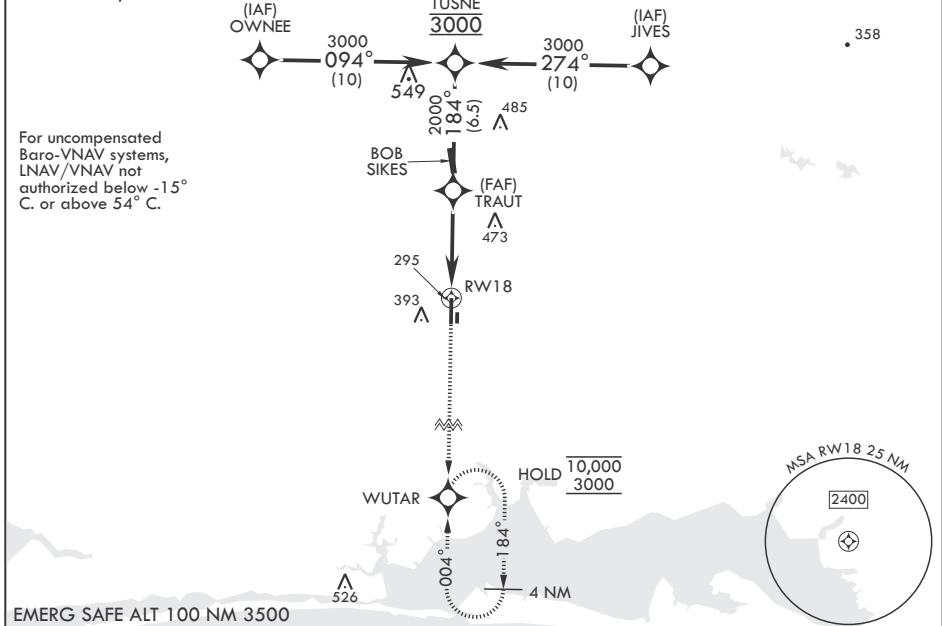 (IAF)
OWNEE
TUSNE
3000
(IAF)
JIVES
358
3000
094°
(10)
3000
274°
(10)
549
2000
184°
(6.5)
485
For uncompensated
Baro-VNAV systems,
LNAV/VNAV not
authorized below -15°
C. or above 54° C.
BOB
SIKES
(FAF)
TRAUT
473
295
RW18
393
HOLD
10,000
3000
WUTAR
MSA RW18 25 NM
2400
004°
184°
4 NM
526
EMERG SAFE ALT 100 NM 3500